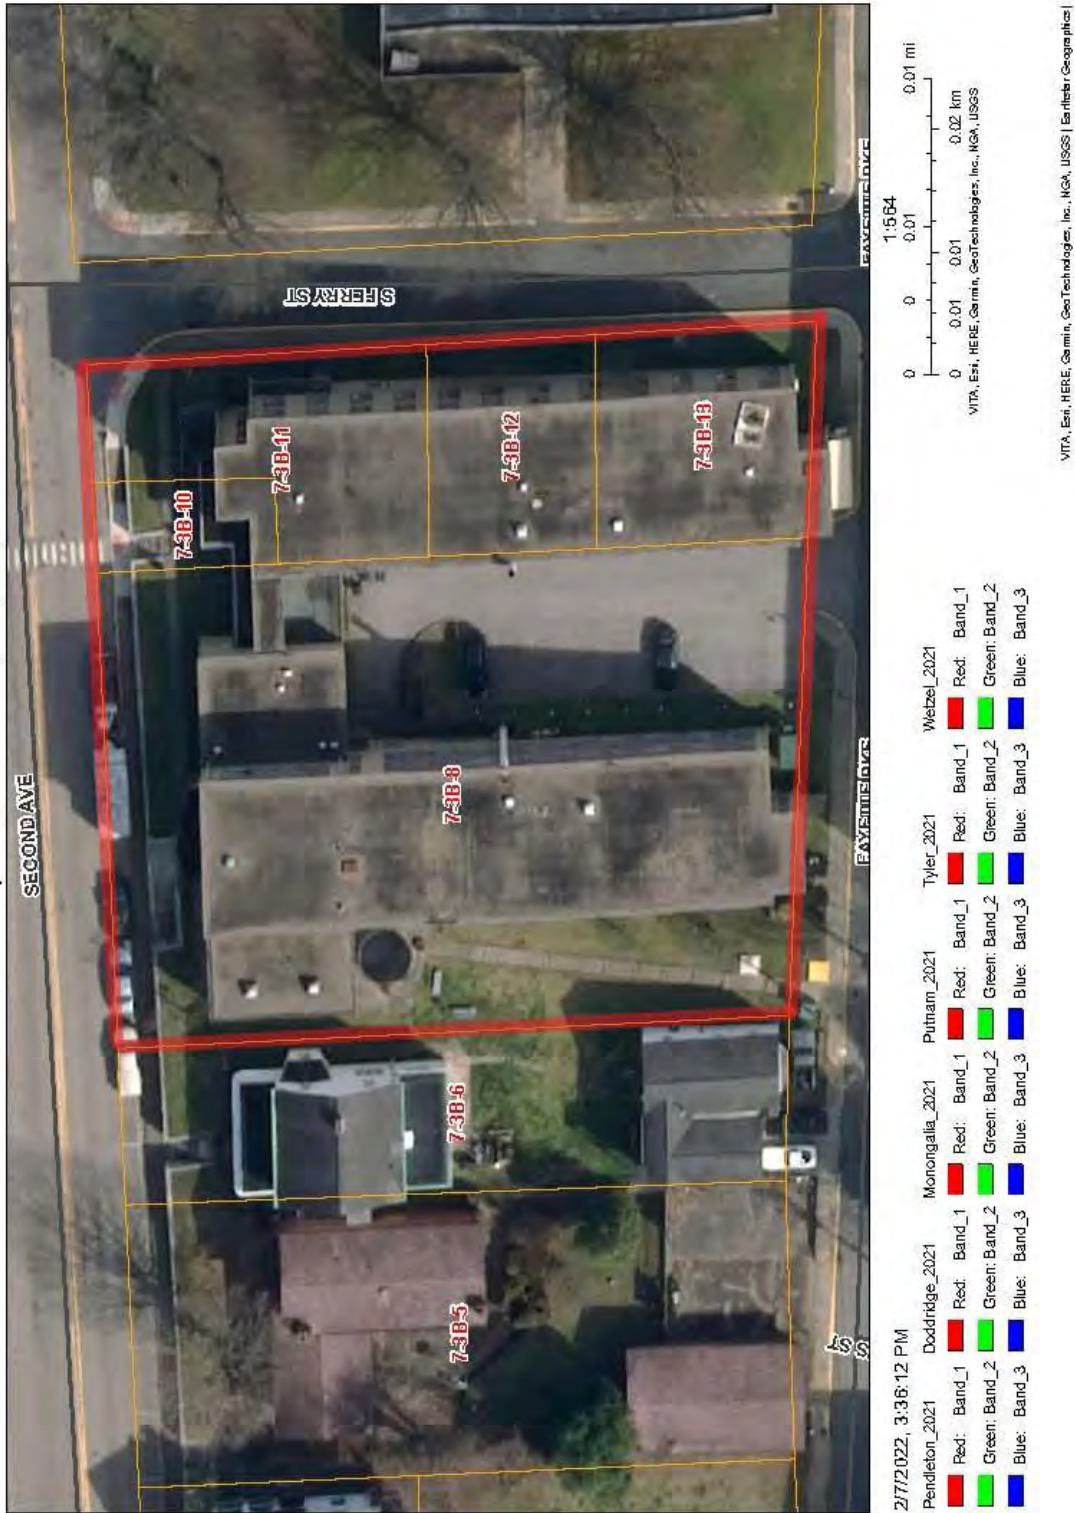 SECOND AVE
S FERRY ST
7-3B-10
7-3B-11
7-3B-12
7-3B-13
7-3B-8
7-3B-6
7-3B-5
FAYETTE PIKE
FAYETTE PIKE
S ST
2/7/2022, 3:36:12 PM
1:564
0 0.01 0.01 mi
0 0.01 0.01 0.02 km
VITA, Esri, HERE, Garmin, GeoTechnologies, Inc., NGA, USGS
Pendleton_2021
Red: Band_1
Green: Band_2
Blue: Band_3
Doddridge_2021
Red: Band_1
Green: Band_2
Blue: Band_3
Monongalia_2021
Red: Band_1
Green: Band_2
Blue: Band_3
Putnam_2021
Red: Band_1
Green: Band_2
Blue: Band_3
Tyler_2021
Red: Band_1
Green: Band_2
Blue: Band_3
Wetzel_2021
Red: Band_1
Green: Band_2
Blue: Band_3
VITA, Esri, HERE, Garmin, GeoTechnologies, Inc., NGA, USGS | Earthstar Geographics |